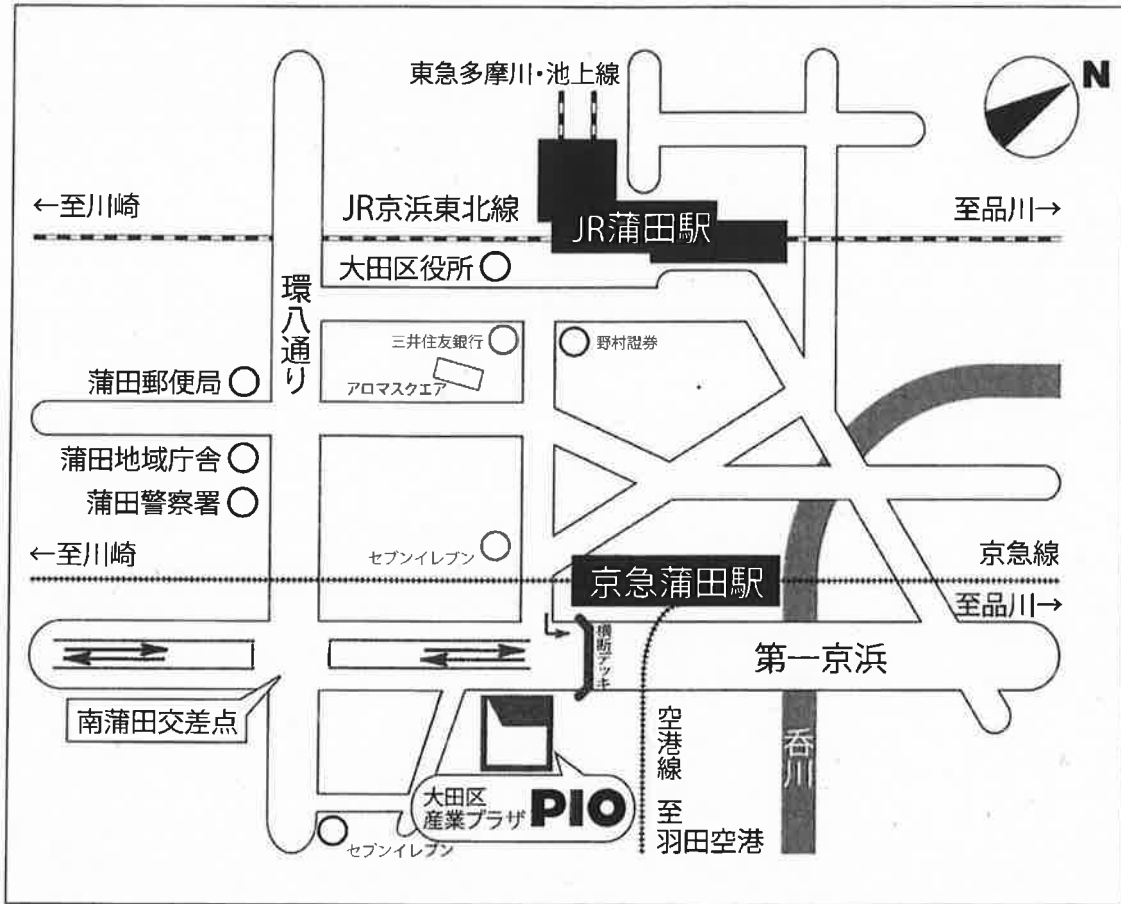 東急多摩川・池上線
N
←至川崎
JR京浜東北線
JR蒲田駅
至品川→
大田区役所
環八通り
三井住友銀行
野村證券
アロマスクエア
蒲田郵便局
蒲田地域庁舎
蒲田警察署
セブンイレブン
←至川崎
京急蒲田駅
京急線
至品川→
横断デッキ
第一京浜
南蒲田交差点
空港線 至
羽田空港
呑川
大田区
産業プラザ PIO
セブンイレブン